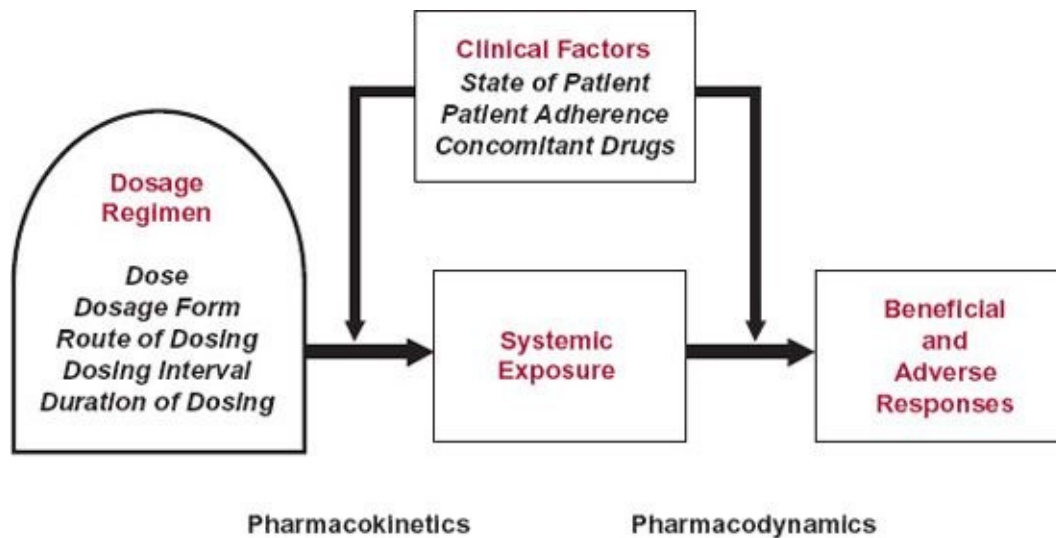 Clinical Factors
State of Patient
Patient Adherence
Concomitant Drugs
Dosage
Regimen
Dose
Dosage Form
Route of Dosing
Dosing Interval
Duration of Dosing
Systemic
Exposure
Beneficial
and
Adverse
Responses
Pharmacokinetics
Pharmacodynamics